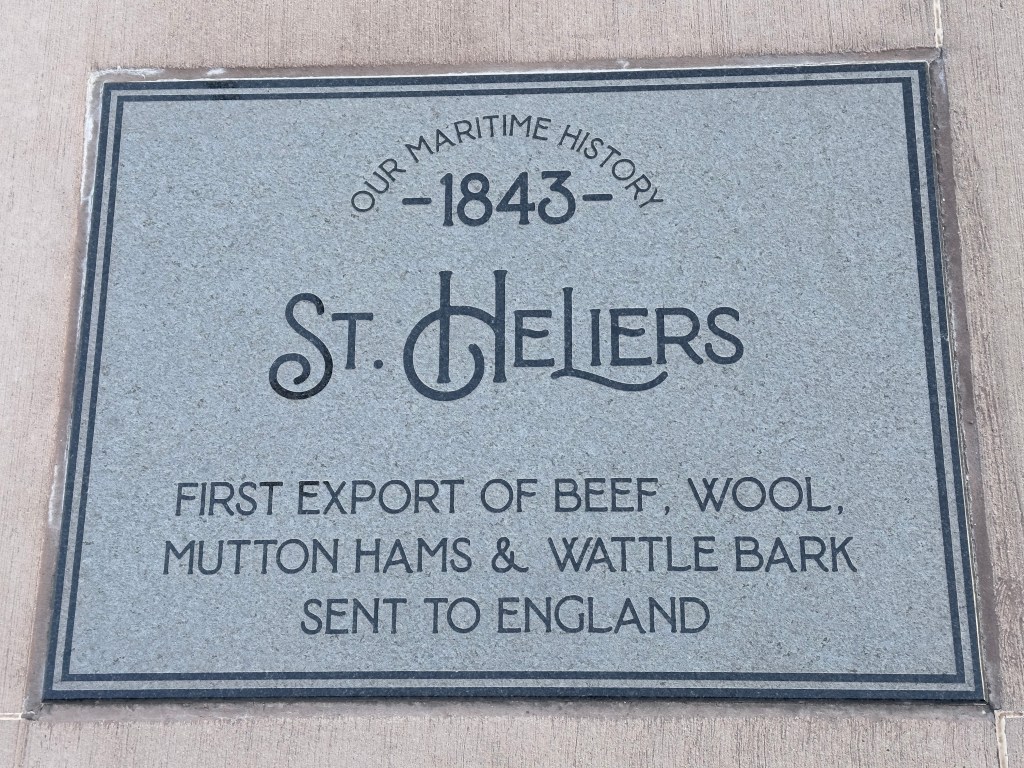 OUR MARITIME HISTORY
-1843-
ST. HELIERS
FIRST EXPORT OF BEEF, WOOL,
MUTTON HAMS & WATTLE BARK
SENT TO ENGLAND